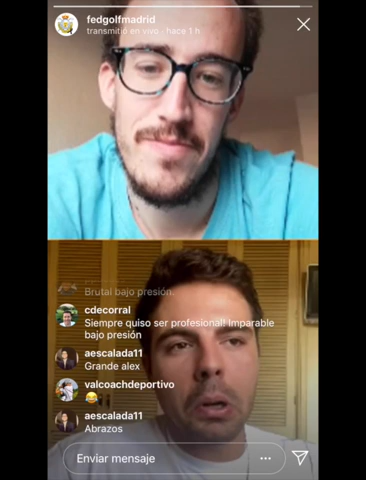 fedgolfmadrid
transmitió en vivo · hace 1 h
Brutal bajo presión.
cdecorral
Siempre quiso ser profesional! Imparable
bajo presión
aescalada11
Grande alex
valcoachdeportivo
😂
aescalada11
Abrazos
Enviar mensaje